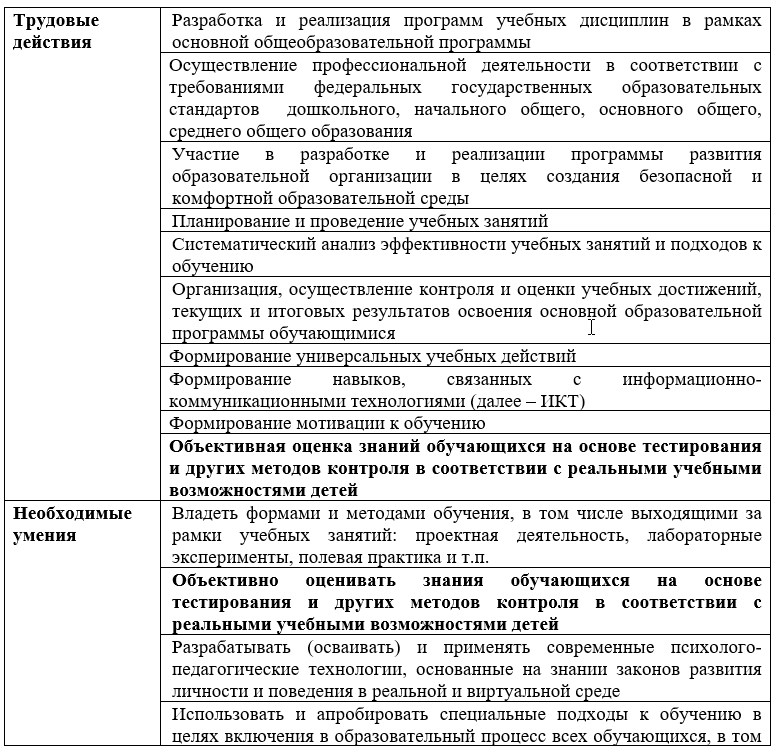 Трудовые
действия
Разработка и реализация программ учебных дисциплин в рамках
основной общеобразовательной программы
Осуществление профессиональной деятельности в соответствии с
требованиями федеральных государственных образовательных
стандартов дошкольного, начального общего, основного общего,
среднего общего образования
Участие в разработке и реализации программы развития
образовательной организации в целях создания безопасной и
комфортной образовательной среды
Планирование и проведение учебных занятий
Систематический анализ эффективности учебных занятий и подходов к
обучению
Организация, осуществление контроля и оценки учебных достижений,
текущих и итоговых результатов освоения основной образовательной
программы обучающимися
Формирование универсальных учебных действий
Формирование навыков, связанных с информационно-
коммуникационными технологиями (далее – ИКТ)
Формирование мотивации к обучению
Объективная оценка знаний обучающихся на основе тестирования
и других методов контроля в соответствии с реальными учебными
возможностями детей
Необходимые
умения
Владеть формами и методами обучения, в том числе выходящими за
рамки учебных занятий: проектная деятельность, лабораторные
эксперименты, полевая практика и т.п.
Объективно оценивать знания обучающихся на основе
тестирования и других методов контроля в соответствии с
реальными учебными возможностями детей
Разрабатывать (осваивать) и применять современные психолого-
педагогические технологии, основанные на знании законов развития
личности и поведения в реальной и виртуальной среде
Использовать и апробировать специальные подходы к обучению в
целях включения в образовательный процесс всех обучающихся, в том